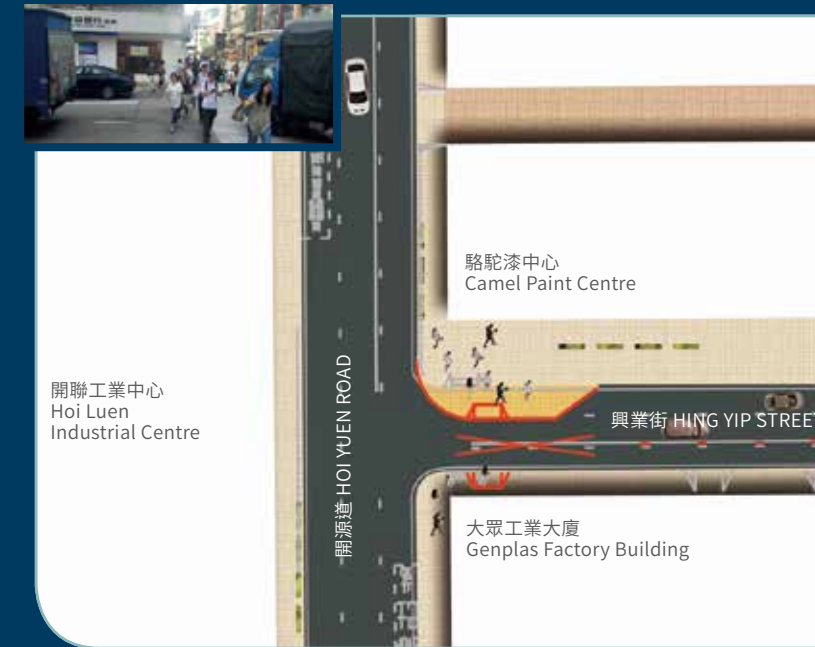 駱駝漆中心
Camel Paint Centre
開聯工業中心
Hoi Luen
Industrial Centre
開源道 HOI YUEN ROAD
興業街 HING YIP STREET
大眾工業大廈
Genplas Factory Building